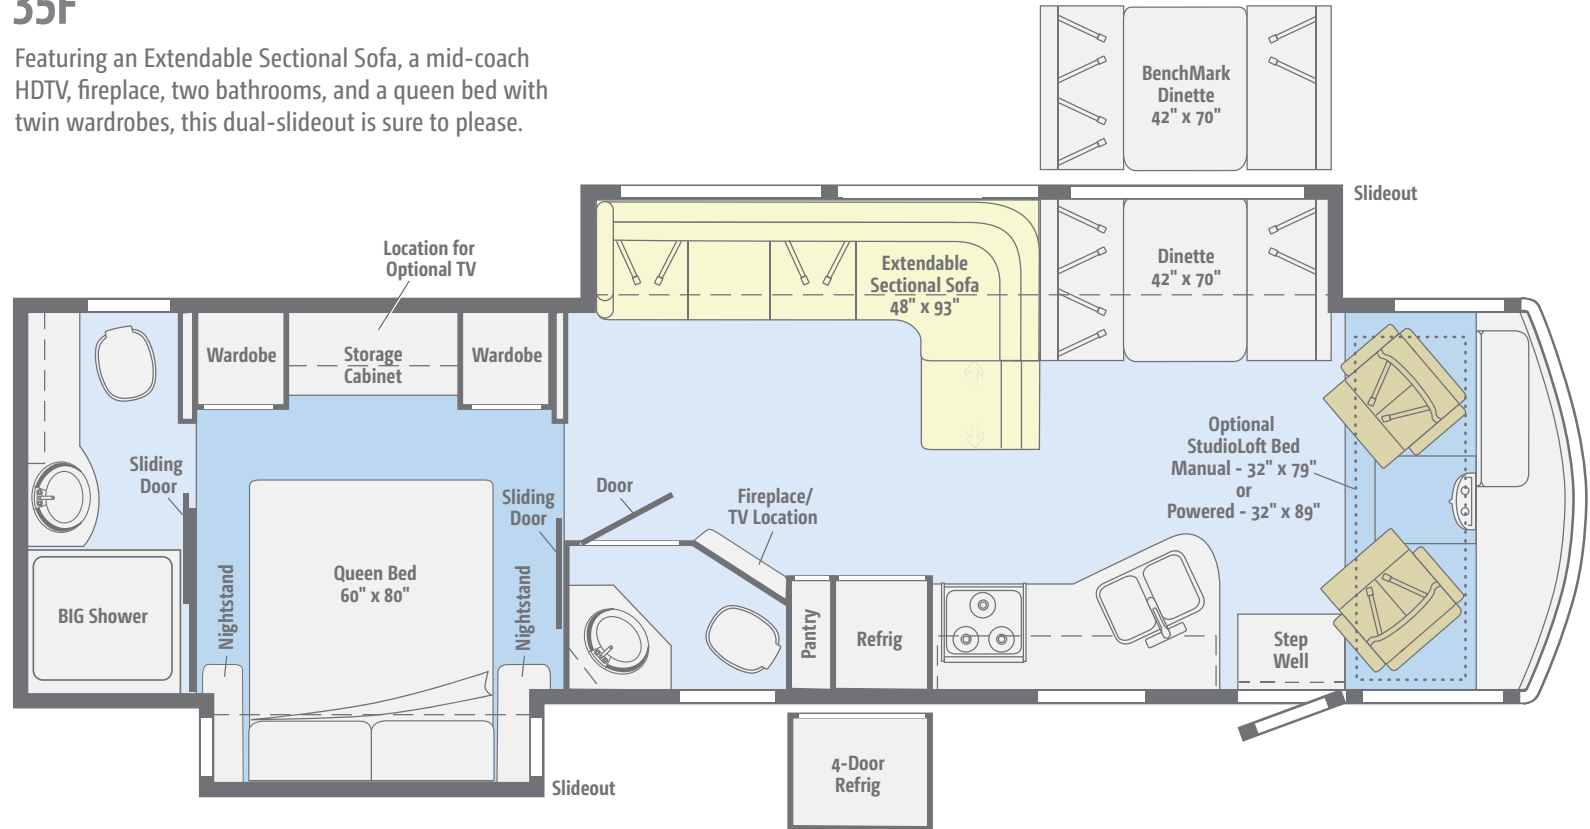 35F
Featuring an Extendable Sectional Sofa, a mid-coach
HDTV, fireplace, two bathrooms, and a queen bed with
twin wardrobes, this dual-slideout is sure to please.
BenchMark
Dinette
42" x 70"
Slideout
Location for
Optional TV
Extendable
Sectional Sofa
48" x 93"
Dinette
42" x 70"
Wardobe
Storage
Cabinet
Wardobe
Optional
StudioLoft Bed
Manual - 32" x 79"
or
Powered - 32" x 89"
Sliding
Door
Sliding
Door
Door
Fireplace/
TV Location
Queen Bed
60" x 80"
Nightstand
Nightstand
BIG Shower
Pantry
Refrig
Step
Well
4-Door
Refrig
Slideout